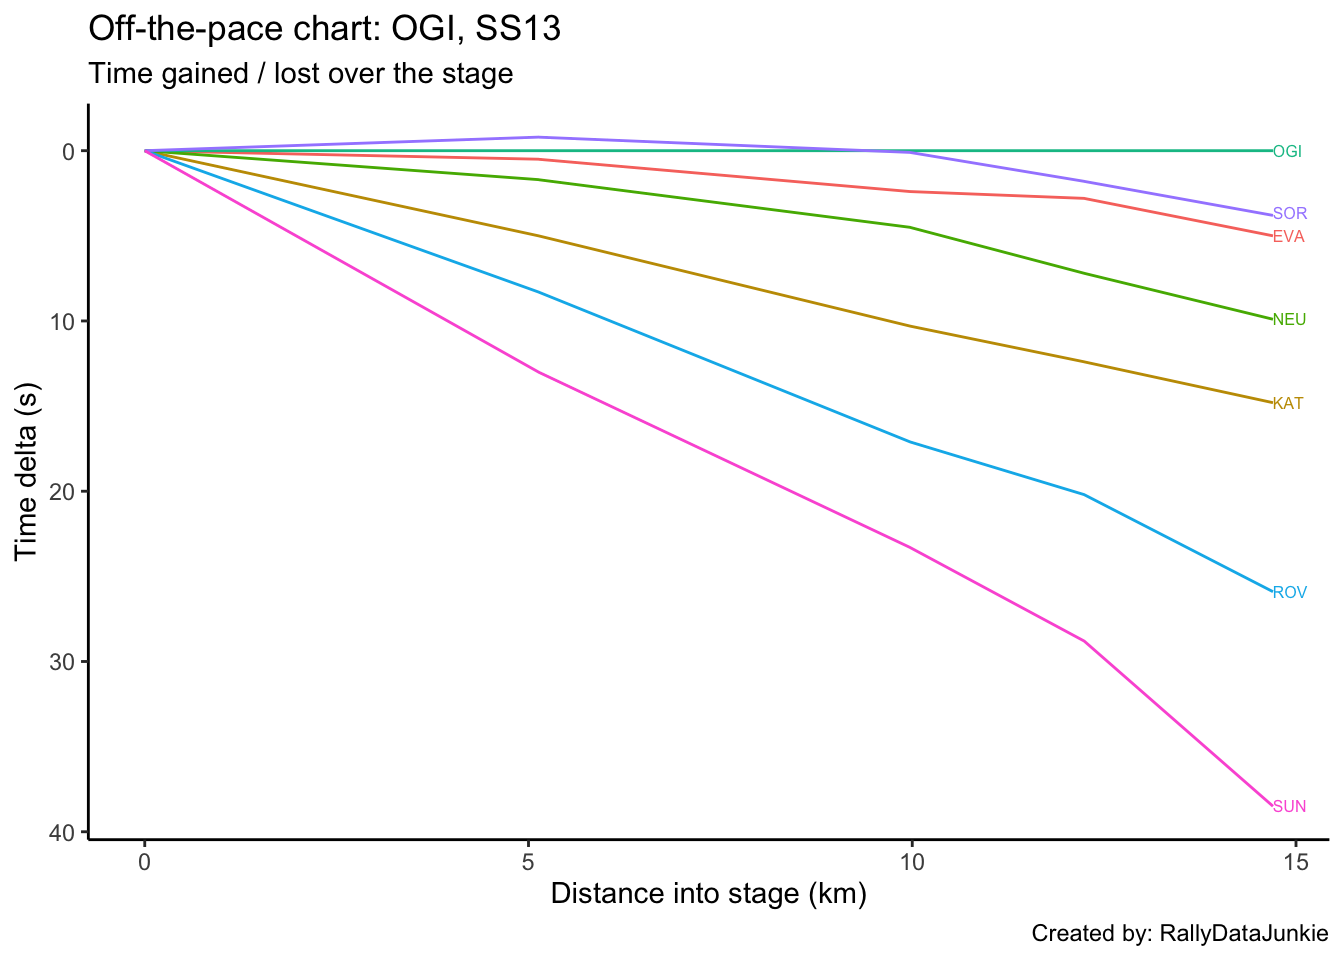 Off-the-pace chart: OGI, SS13
Time gained / lost over the stage
0
10
20
30
40
Time delta (s)
OGI
SOR
EVA
NEU
KAT
ROV
SUN
0 5 10 15
Distance into stage (km)
Created by: RallyDataJunkie